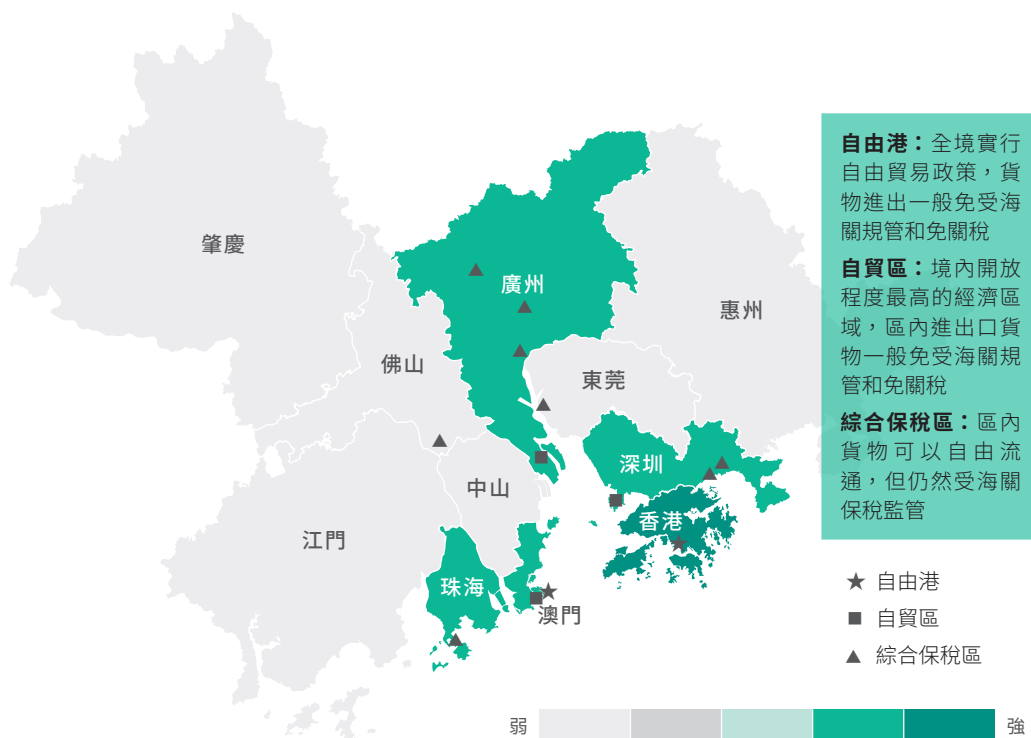 自由港：全境實行
自由貿易政策，貨
物進出一般免受海
關規管和免關稅
自貿區：境內開放
程度最高的經濟區
域，區內進出口貨
物一般免受海關規
管和免關稅
綜合保稅區：區內
貨物可以自由流
通，但仍然受海關
保稅監管
肇慶
廣州
惠州
佛山
東莞
深圳
中山
香港
江門
珠海
澳門
自由港
自貿區
綜合保稅區
弱
強